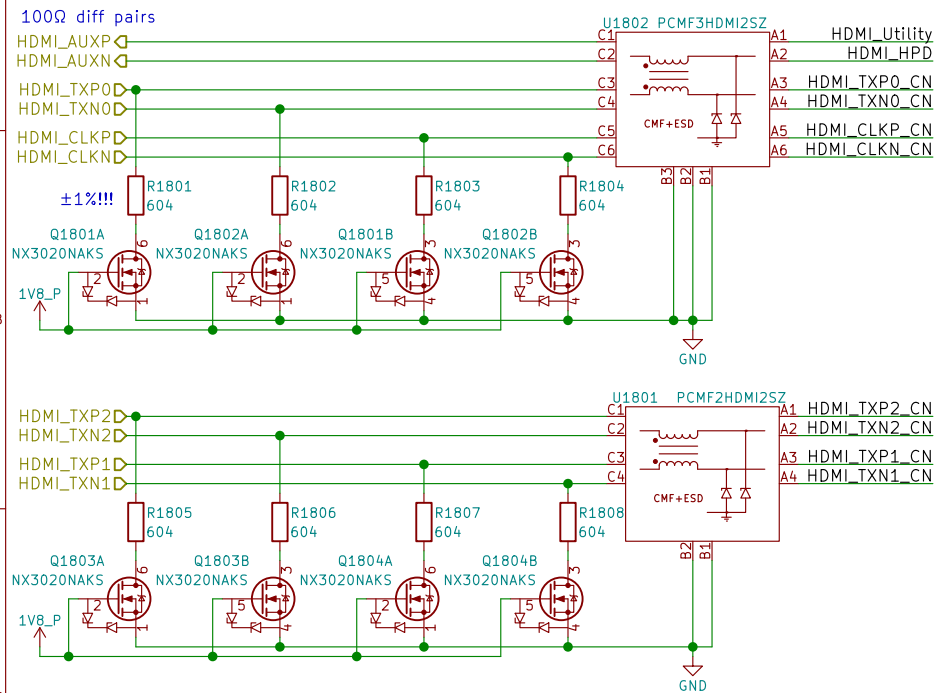 100Ω diff pairs
U1802 PCMF3HDMI2SZ
HDMI_AUXP C1 A1 HDMI_Utility
HDMI_AUXN C2 A2 HDMI_HPD
HDMI_TXP0 C3 A3 HDMI_TXP0_CN
HDMI_TXN0 C4 A4 HDMI_TXN0_CN
CMF+ESD
HDMI_CLKP C5 A5 HDMI_CLKP_CN
HDMI_CLKN C6 A6 HDMI_CLKN_CN
B3 B2 B1
R1801 R1802 R1803 R1804
±1%!!! 604 604 604 604
Q1801A Q1802A Q1801B Q1802B
6 6 3 3
NX3020NAKS NX3020NAKS NX3020NAKS NX3020NAKS
2 2 5 5
1V8_P 1 1 4 4
GND
U1801 PCMF2HDMI2SZ
HDMI_TXP2 C1 A1 HDMI_TXP2_CN
HDMI_TXN2 C2 A2 HDMI_TXN2_CN
HDMI_TXP1 C3 A3 HDMI_TXP1_CN
HDMI_TXN1 C4 A4 HDMI_TXN1_CN
CMF+ESD
R1805 R1806 R1807 R1808
604 604 604 604
B2 B1
Q1803A Q1803B Q1804A Q1804B
6 3 6 3
NX3020NAKS NX3020NAKS NX3020NAKS NX3020NAKS
2 5 2 5
1V8_P 1 4 1 4
GND